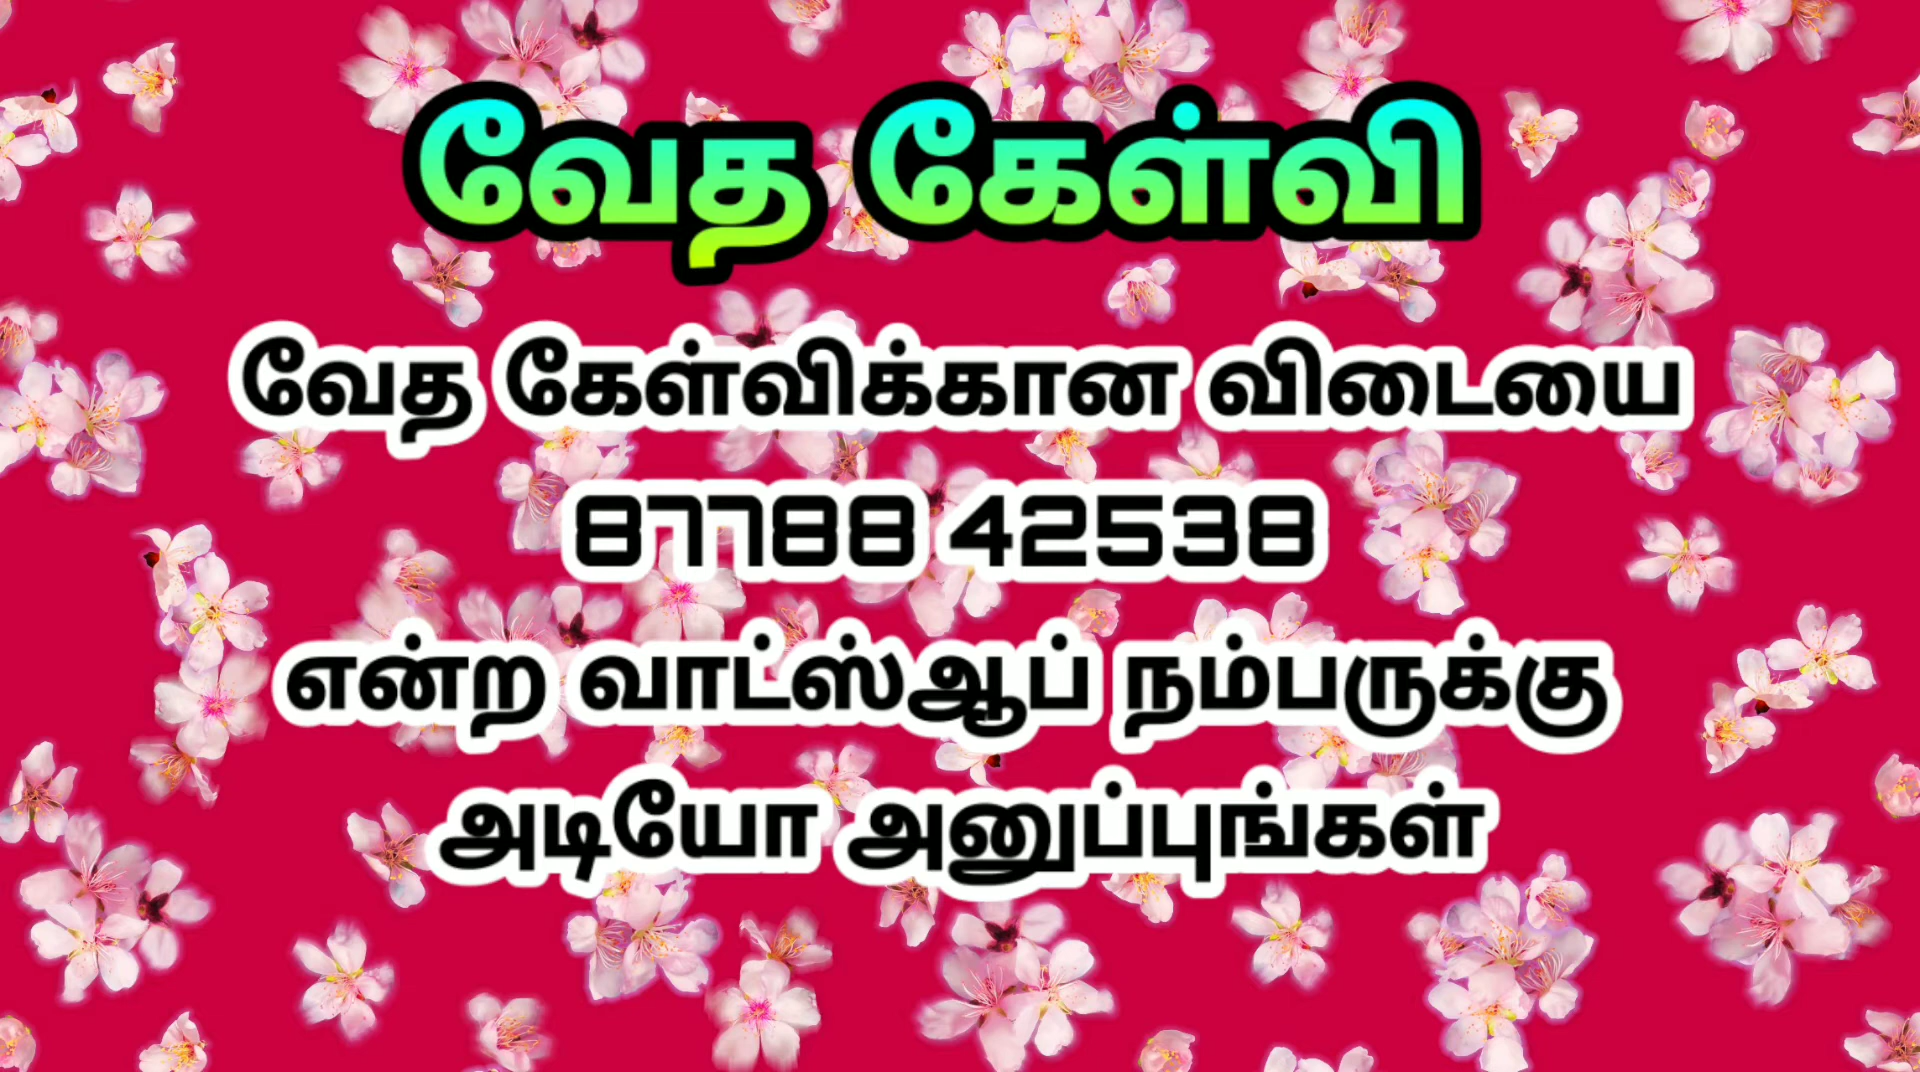 வேத கேள்வி
வேத கேள்விக்கான விடையை
87788 42538
என்ற வாட்ஸ்ஆப் நம்பருக்கு
அடியோ அனுப்புங்கள்